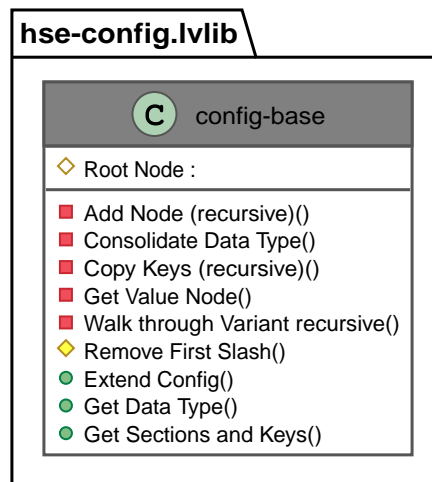 hse-config.lvlib
C config-base
Root Node :
Add Node (recursive)()
Consolidate Data Type()
Copy Keys (recursive)()
Get Value Node()
Walk through Variant recursive()
Remove First Slash()
Extend Config()
Get Data Type()
Get Sections and Keys()